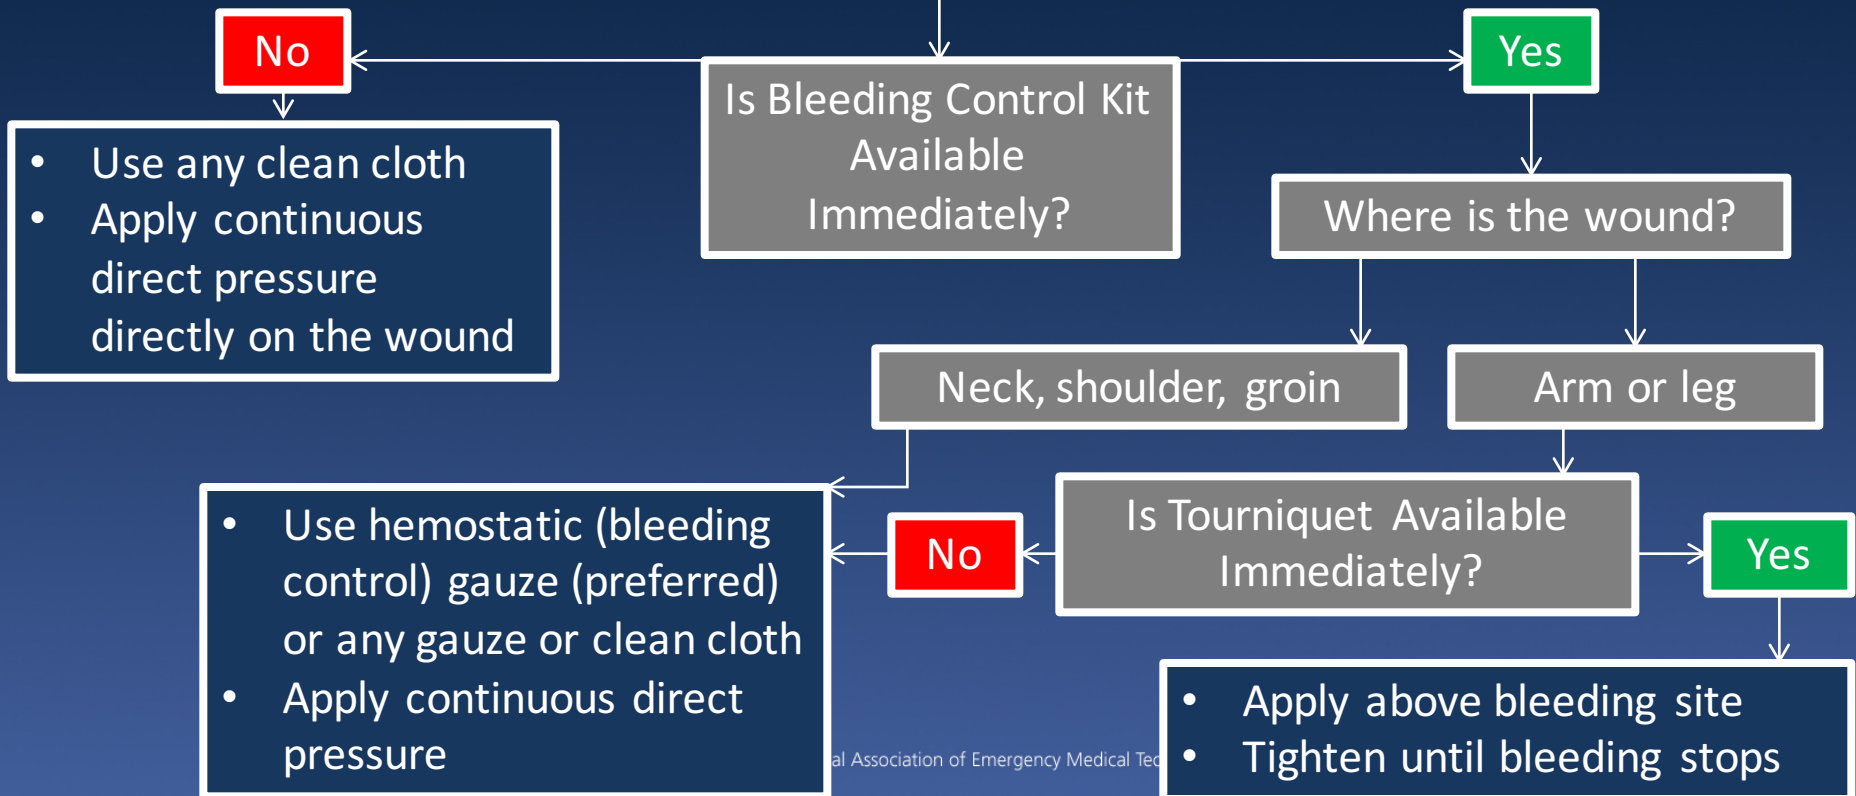 No
Is Bleeding Control Kit
Available
Immediately?
Yes
• Use any clean cloth
• Apply continuous
direct pressure
directly on the wound
Where is the wound?
Neck, shoulder, groin
Arm or leg
• Use hemostatic (bleeding
control) gauze (preferred)
or any gauze or clean cloth
• Apply continuous direct
pressure
No
Is Tourniquet Available
Immediately?
Yes
• Apply above bleeding site
• Tighten until bleeding stops
al Association of Emergency Medical Tec